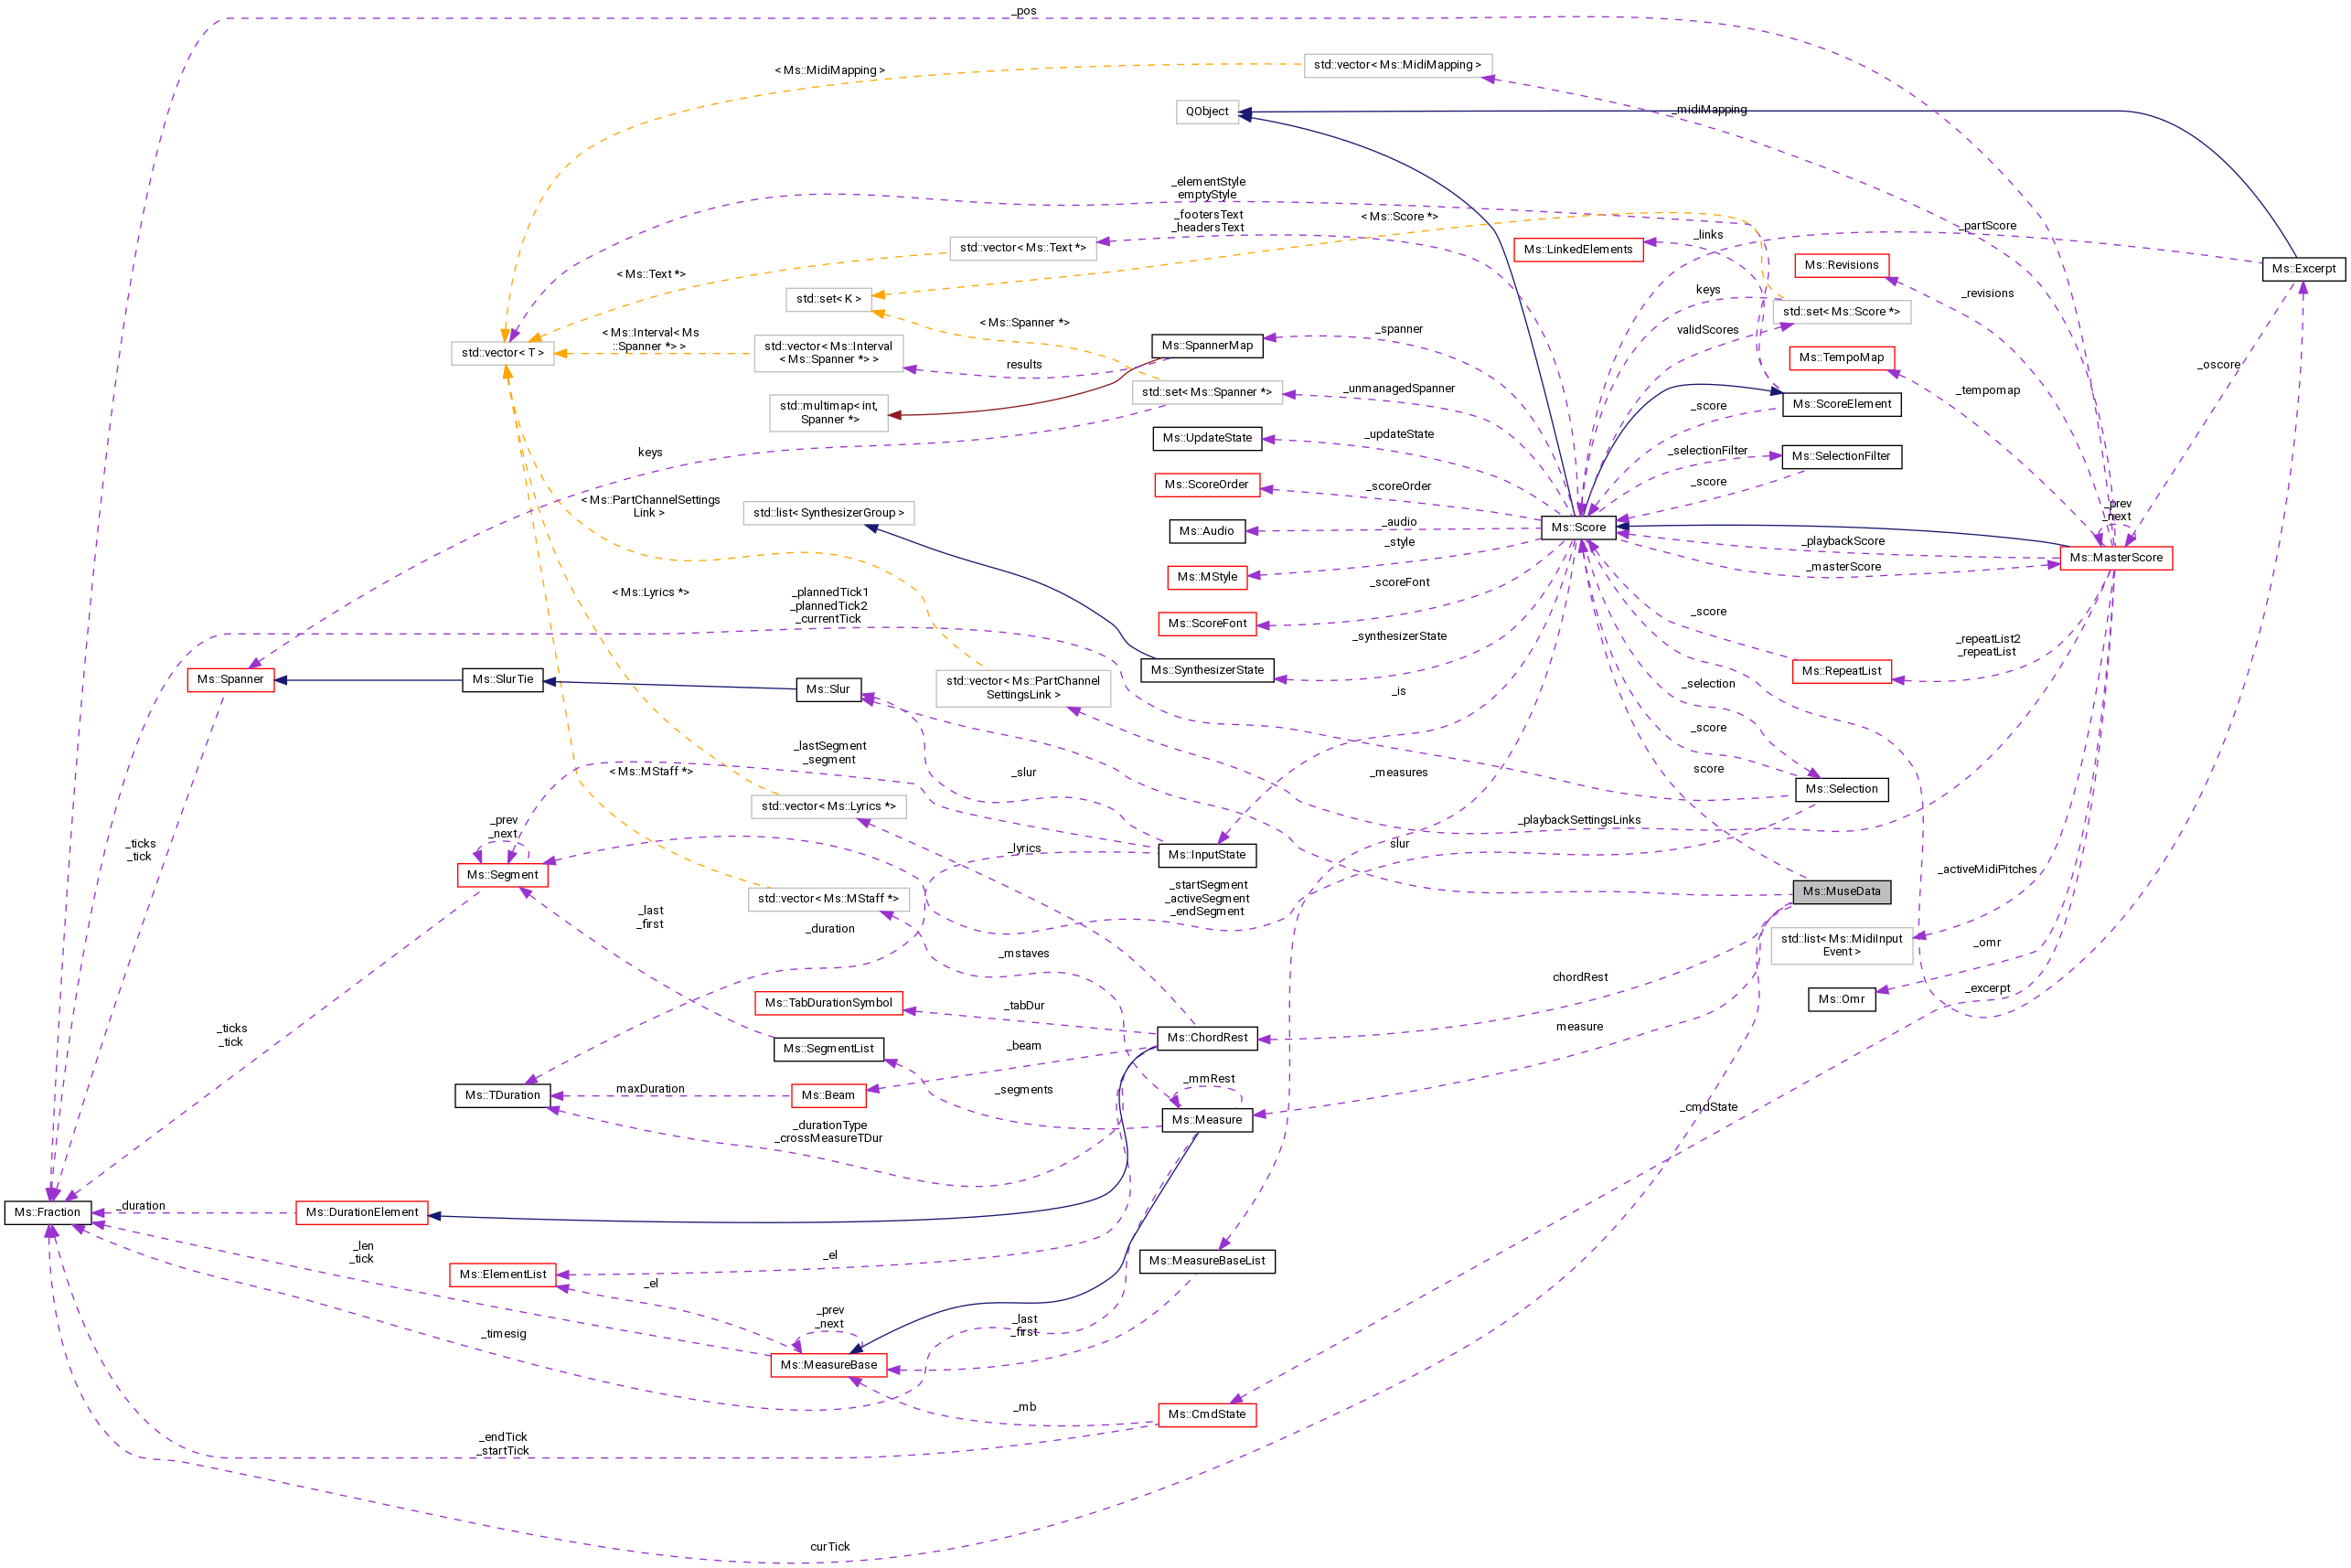 _pos
< Ms::MidiMapping >
std::vector< Ms::MidiMapping >
QObject
_midiMapping
_elementStyle
emptyStyle
_footersText
_headersText
< Ms::Score *>
_links
_partScore
std::vector< Ms::Text *>
Ms::LinkedElements
Ms::Revisions
Ms::Excerpt
< Ms::Text *>
std::set< K >
keys
_revisions
std::set< Ms::Score *>
< Ms::Spanner *>
_spanner
validScores
< Ms::Interval< Ms
::Spanner *> >
std::vector< T >
std::vector< Ms::Interval
< Ms::Spanner *> >
Ms::SpannerMap
results
Ms::TempoMap
_oscore
_unmanagedSpanner
_tempomap
std::set< Ms::Spanner *>
std::multimap< int,
Spanner *>
_score
Ms::ScoreElement
Ms::UpdateState
_updateState
keys
_selectionFilter
Ms::SelectionFilter
Ms::ScoreOrder
_scoreOrder
_score
< Ms::PartChannelSettings
Link >
std::list< SynthesizerGroup >
_prev
_next
Ms::Audio
_audio
Ms::Score
_style
_playbackScore
Ms::MasterScore
_masterScore
Ms::MStyle
_scoreFont
< Ms::Lyrics *>
_plannedTick1
_plannedTick2
_currentTick
Ms::ScoreFont
_score
_synthesizerState
_repeatList2
_repeatList
Ms::Spanner
Ms::SlurTie
Ms::Slur
std::vector< Ms::PartChannel
SettingsLink >
Ms::SynthesizerState
_is
_selection
Ms::RepeatList
_score
_lastSegment
_segment
< Ms::MStaff *>
_slur
_measures
score
Ms::Selection
std::vector< Ms::Lyrics *>
_playbackSettingsLinks
_prev
_next
_ticks
_tick
_lyrics
Ms::InputState
slur
Ms::Segment
_activeMidiPitches
_startSegment
_activeSegment
_endSegment
Ms::MuseData
std::vector< Ms::MStaff *>
_last
_first
_duration
std::list< Ms::MidiInput
Event >
_omr
_mstaves
chordRest
_excerpt
Ms::TabDurationSymbol
_tabDur
Ms::Omr
_ticks
_tick
Ms::SegmentList
_beam
Ms::ChordRest
measure
Ms::TDuration
maxDuration
Ms::Beam
_segments
_mmRest
_cmdState
Ms::Measure
_durationType
_crossMeasureTDur
Ms::Fraction
_duration
Ms::DurationElement
_len
_tick
_el
Ms::ElementList
_el
Ms::MeasureBaseList
_timesig
_prev
_next
_last
_first
Ms::MeasureBase
_mb
Ms::CmdState
_endTick
_startTick
curTick